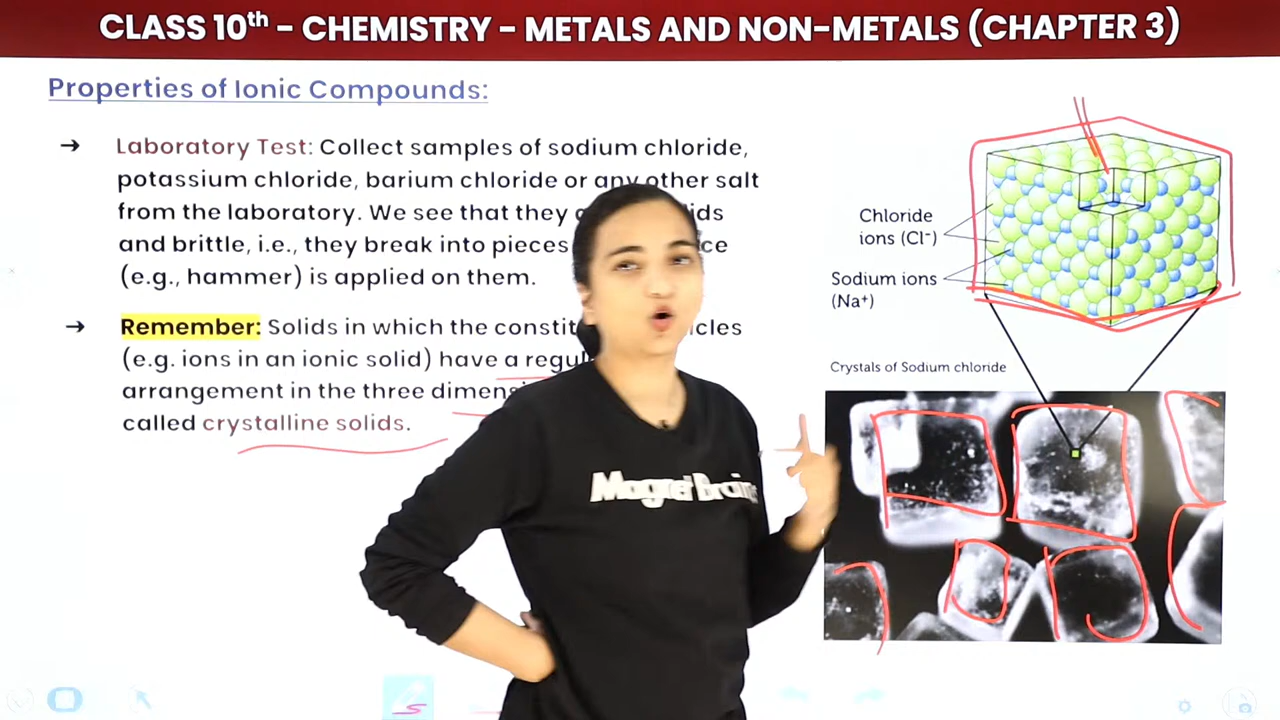 CLASS 10th - CHEMISTRY - METALS AND NON-METALS (CHAPTER 3)
Properties of Ionic Compounds:
→ Laboratory Test: Collect samples of sodium chloride,
potassium chloride, barium chloride or any other salt
from the laboratory. We see that they
and brittle, i.e., they break into pieces
(e.g., hammer) is applied on them.
→ Remember: Solids in which the
(e.g. ions in an ionic solid) have a
arrangement in the three
called crystalline solids.
Chloride
ions (Cl⁻)
Sodium ions
(Na⁺)
Crystals of Sodium chloride
Magnet Brains